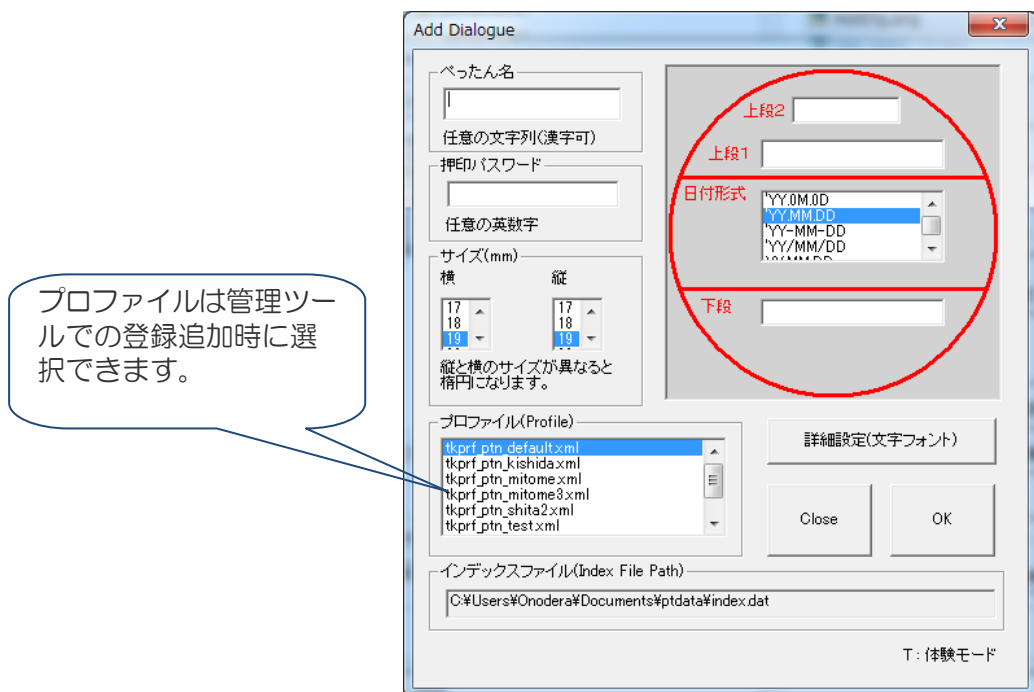 Add Dialogue
ぺったん名
任意の文字列(漢字可)
押印パスワード
任意の英数字
サイズ(mm)
横 縦
17 17
18 18
19 19
縦と横のサイズが異なると
楕円になります。
上段2
上段1
日付形式
'YY.0M.0D
'YY.MM.DD
'YY-MM-DD
'YY/MM/DD
下段
プロファイルは管理ツー
ルでの登録追加時に選
択できます。
プロファイル(Profile)
tkprf_ptn_default.xml
tkprf_ptn_kishida.xml
tkprf_ptn_mitome.xml
tkprf_ptn_mitome3.xml
tkprf_ptn_shita2.xml
tkprf_ptn_test.xml
詳細設定(文字フォント)
Close
OK
インデックスファイル(Index File Path)
C:¥Users¥Onodera¥Documents¥ptdata¥index.dat
T:体験モード